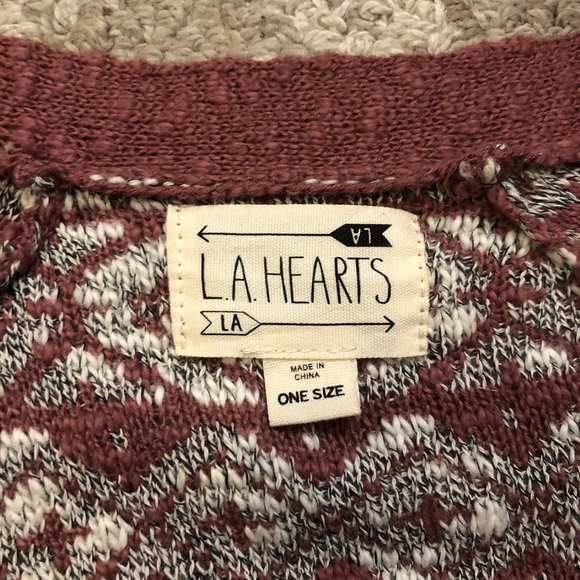 LA
L.A. HEARTS
LA
MADE IN
CHINA
ONE SIZE